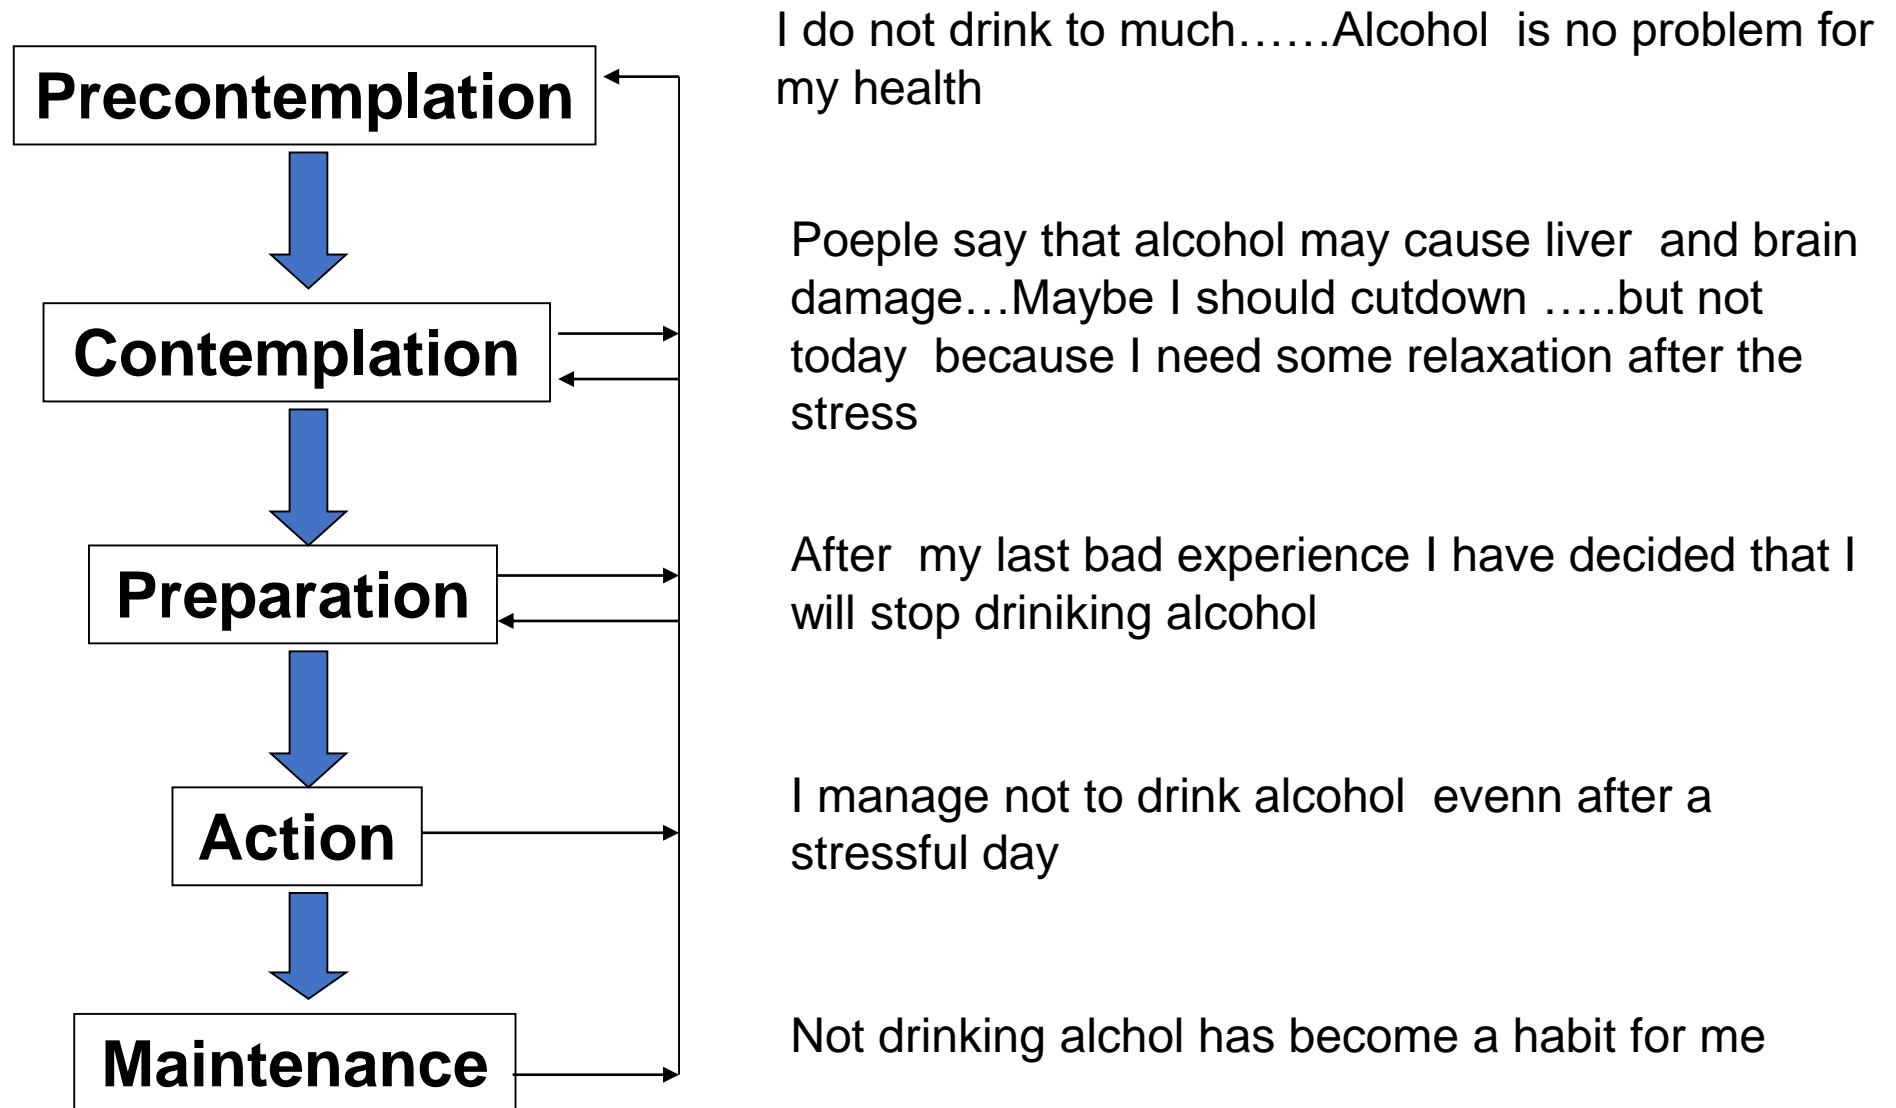 I do not drink to much……Alcohol  is no problem for
my health
Precontemplation
Poeple say that alcohol may cause liver  and brain
damage…Maybe I should cutdown …..but not
today  because I need some relaxation after the
stress
Contemplation
After  my last bad experience I have decided that I
will stop driniking alcohol
Preparation
I manage not to drink alcohol  evenn after a
stressful day
Action
Not drinking alchol has become a habit for me
Maintenance